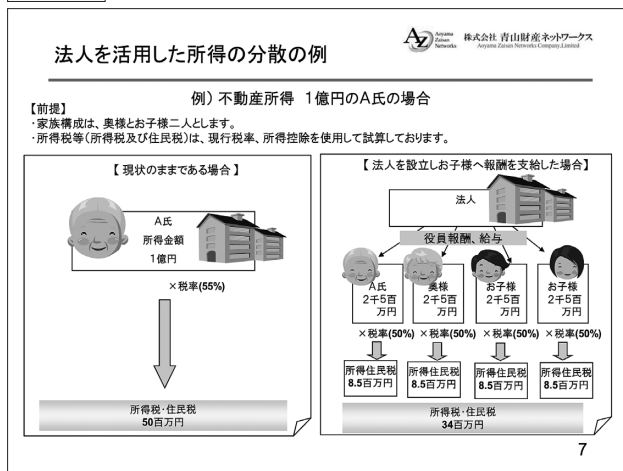 法人を活用した所得の分散の例
AZ Aoyama Zaisan Networks 株式会社 青山財産ネットワークス
Aoyama Zaisan Networks Company,Limited
例)不動産所得 1億円のA氏の場合
【前提】
・家族構成は、奥様とお子様二人とします。
・所得税等(所得税及び住民税)は、現行税率、所得控除を使用して試算しております。
【 現状のままである場合 】
A氏
所得金額
1億円
×税率(55%)
所得税・住民税
50百万円
【 法人を設立しお子様へ報酬を支給した場合】
法人
役員報酬、給与
A氏
2千5百
万円
奥様
2千5百
万円
お子様
2千5百
万円
お子様
2千5百
万円
×税率(50%) ×税率(50%) ×税率(50%) ×税率(50%)
所得住民税
8.5百万円
所得住民税
8.5百万円
所得住民税
8.5百万円
所得住民税
8.5百万円
所得税・住民税
34百万円
7